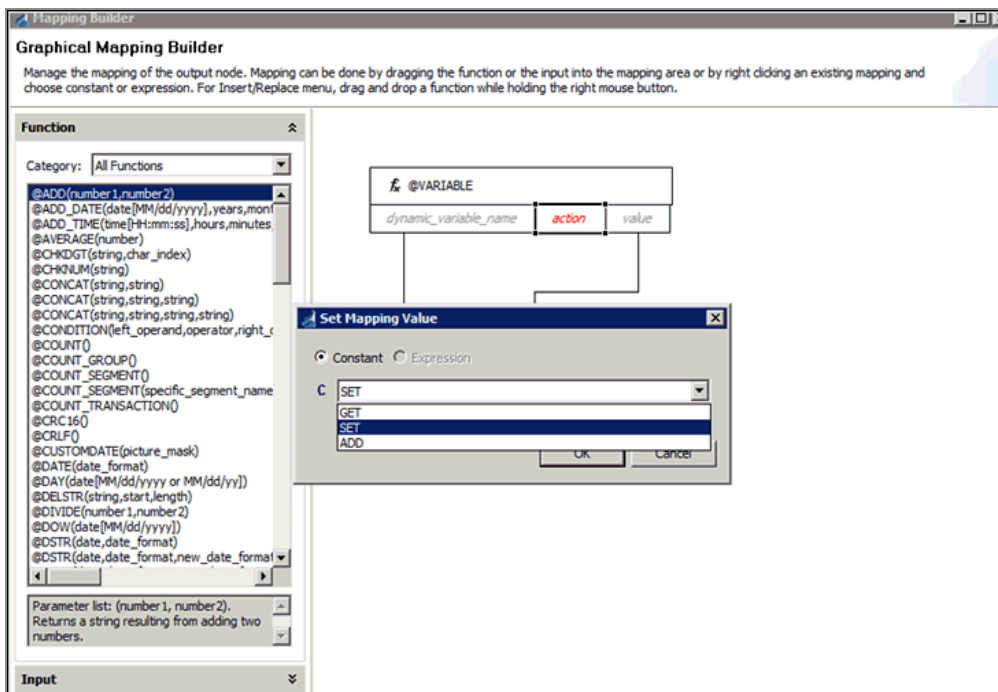 Mapping Builder
Graphical Mapping Builder
Manage the mapping of the output node. Mapping can be done by dragging the function or the input into the mapping area or by right clicking an existing mapping and
choose constant or expression. For Insert/Replace menu, drag and drop a function while holding the right mouse button.
Function
Category: All Functions
@ADD(number1,number2)
@ADD_DATE(date[MM/dd/yyyy],years,mont
@ADD_TIME(time[HH:mm:ss],hours,minutes,
@AVERAGE(number)
@CHKDGT(string,char_index)
@CHKNUM(string)
@CONCAT(string,string)
@CONCAT(string,string,string)
@CONCAT(string,string,string,string)
@CONDITION(left_operand,operator,right_o
@COUNT()
@COUNT_GROUP()
@COUNT_SEGMENT()
@COUNT_SEGMENT(specific_segment_name
@COUNT_TRANSACTION()
@CRC16()
@CRLF()
@CUSTOMDATE(picture_mask)
@DATE(date_format)
@DAY(date[MM/dd/yyyy or MM/dd/yy])
@DELSTR(string,start,length)
@DIVIDE(number1,number2)
@DOW(date[MM/dd/yyyy])
@DSTR(date,date_format)
@DSTR(date,date_format,new_date_format
Parameter list: (number1, number2).
Returns a string resulting from adding two
numbers.
Input
fx @VARIABLE
dynamic_variable_name action value
Set Mapping Value
Constant Expression
C SET
GET
SET
ADD
OK Cancel